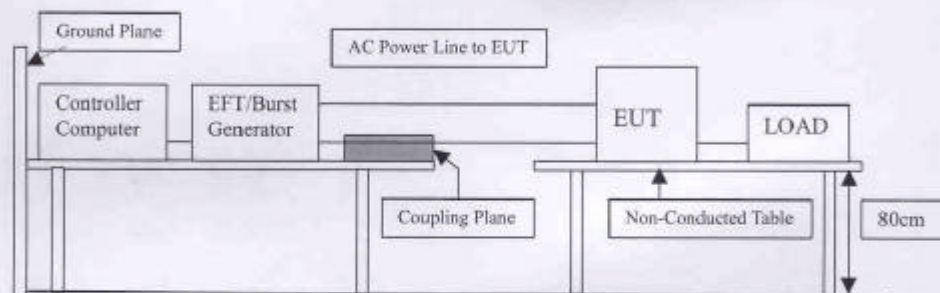 Ground Plane
AC Power Line to EUT
Controller
Computer
EFT/Burst
Generator
EUT
LOAD
Coupling Plane
Non-Conducted Table
80cm